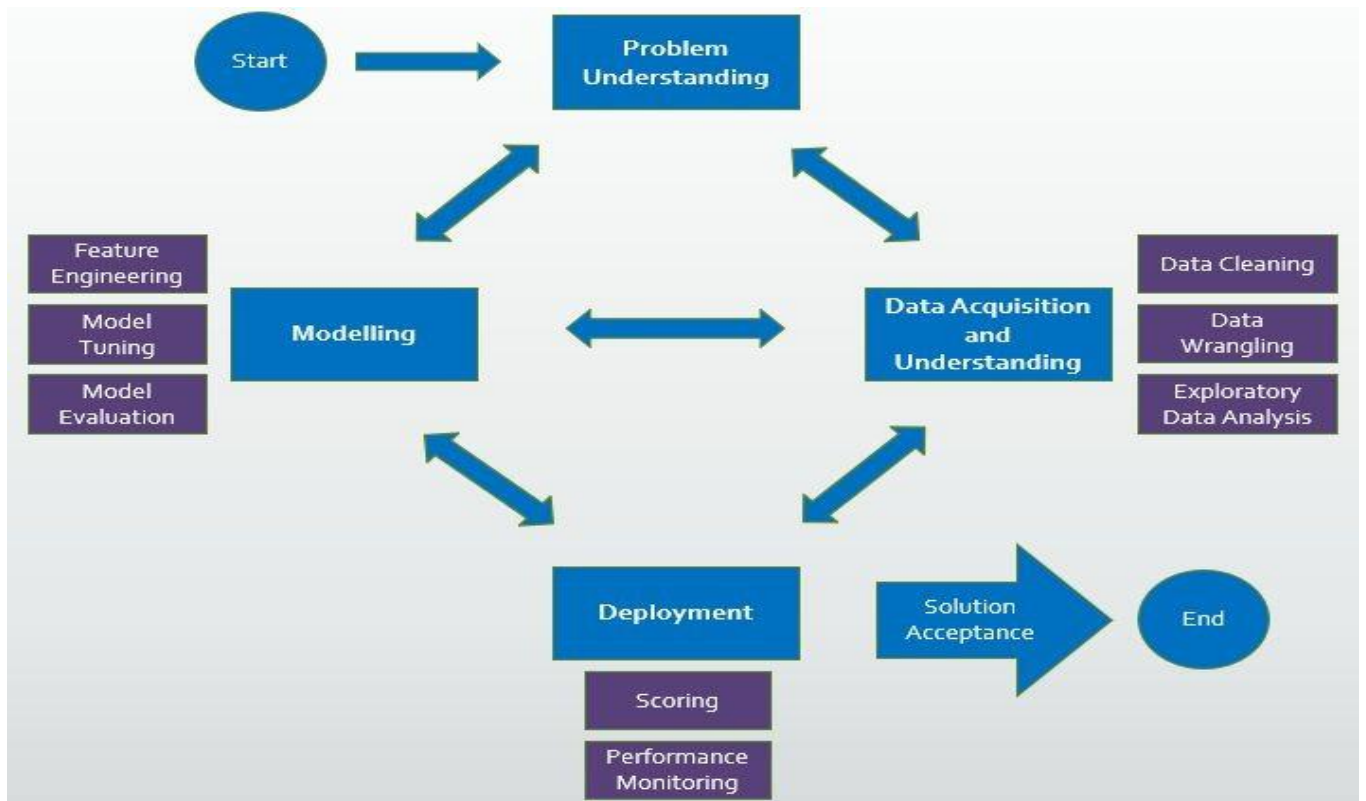 Start
Problem
Understanding
Feature
Engineering
Model
Tuning
Model
Evaluation
Modelling
Data Acquisition
and
Understanding
Data Cleaning
Data
Wrangling
Exploratory
Data Analysis
Deployment
Scoring
Performance
Monitoring
Solution
Acceptance
End